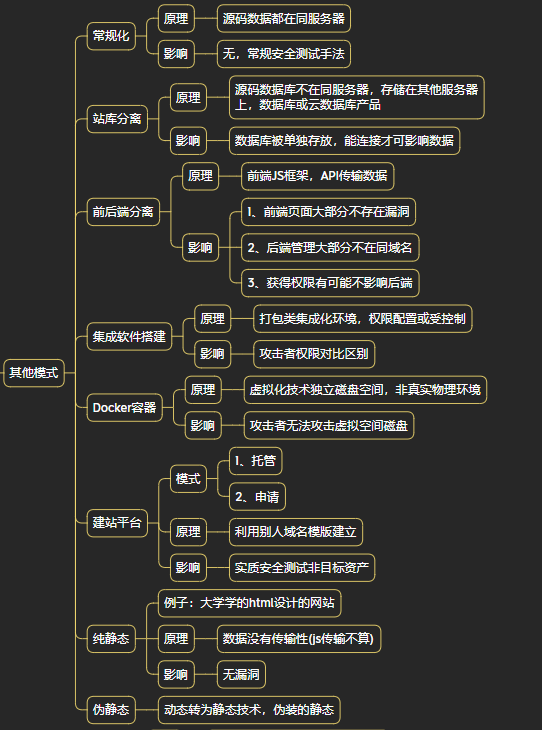 其他模式
常规化
原理
源码数据都在同服务器
影响
无，常规安全测试手法
站库分离
原理
源码数据库不在同服务器，存储在其他服务器
上，数据库或云数据库产品
影响
数据库被单独存放，能连接才可影响数据
前后端分离
原理
前端JS框架，API传输数据
影响
1、前端页面大部分不存在漏洞
2、后端管理大部分不在同域名
3、获得权限有可能不影响后端
集成软件搭建
原理
打包类集成化环境，权限配置或受控制
影响
攻击者权限对比区别
Docker容器
原理
虚拟化技术独立磁盘空间，非真实物理环境
影响
攻击者无法攻击虚拟空间磁盘
建站平台
模式
1、托管
2、申请
原理
利用别人域名模版建立
影响
实质安全测试非目标资产
纯静态
例子：大学学的html设计的网站
原理
数据没有传输性(js传输不算)
影响
无漏洞
伪静态
动态转为静态技术，伪装的静态